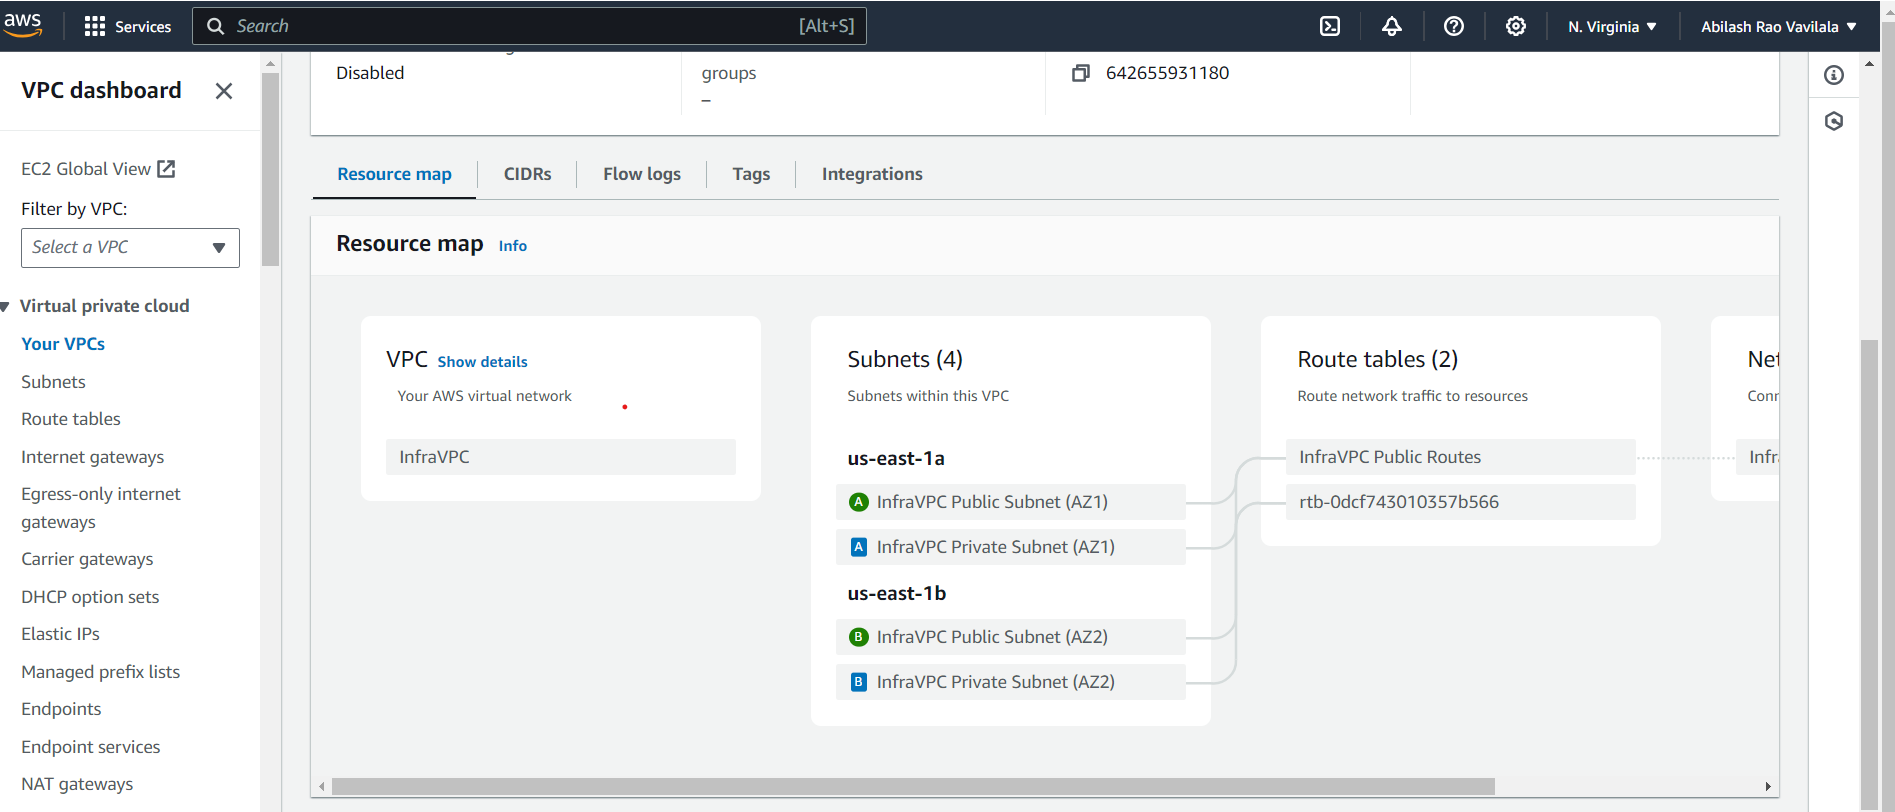 aws
Services
Search
[Alt+S]
N. Virginia
Abilash Rao Vavilala
VPC dashboard
EC2 Global View
Filter by VPC:
Select a VPC
Virtual private cloud
Your VPCs
Subnets
Route tables
Internet gateways
Egress-only internet
gateways
Carrier gateways
DHCP option sets
Elastic IPs
Managed prefix lists
Endpoints
Endpoint services
NAT gateways
Disabled
groups
–
642655931180
Resource map
CIDRs
Flow logs
Tags
Integrations
Resource map Info
VPC Show details
Your AWS virtual network
InfraVPC
Subnets (4)
Subnets within this VPC
us-east-1a
A InfraVPC Public Subnet (AZ1)
A InfraVPC Private Subnet (AZ1)
us-east-1b
B InfraVPC Public Subnet (AZ2)
B InfraVPC Private Subnet (AZ2)
Route tables (2)
Route network traffic to resources
InfraVPC Public Routes
rtb-0dcf743010357b566